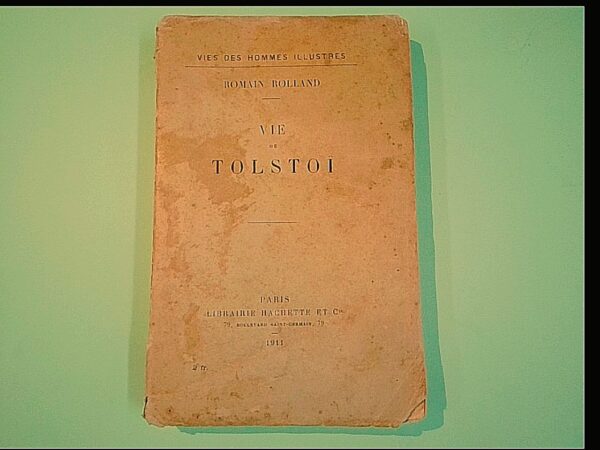 VIES DES HOMMES ILLUSTRES
ROMAIN ROLLAND
VIE
DE
TOLSTOÏ
PARIS
LIBRAIRIE HACHETTE ET Cie
79, BOULEVARD SAINT-GERMAIN, 79
1911